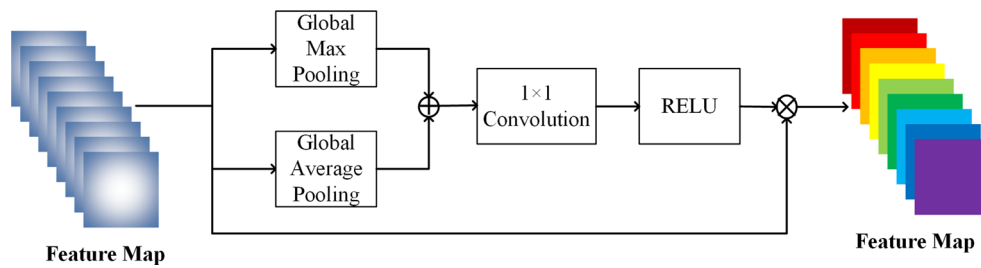 Global
Max
Pooling
Global
Average
Pooling
1×1
Convolution
RELU
Feature Map
Feature Map